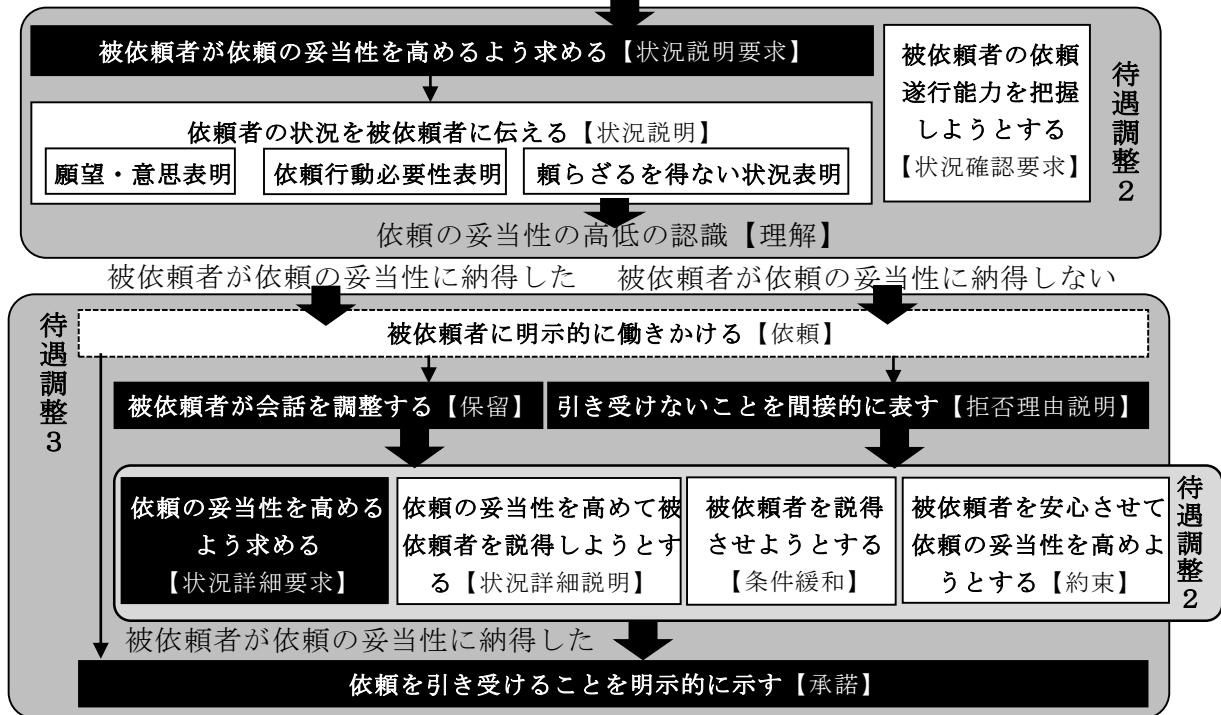 被依頼者が依頼の妥当性を高めるよう求める【状況説明要求】
依頼者の状況を被依頼者に伝える【状況説明】
願望・意思表明
依頼行動必要性表明
頼らざるを得ない状況表明
被依頼者の依頼
遂行能力を把握
しようとする
【状況確認要求】
待遇調整2
依頼の妥当性の高低の認識【理解】
被依頼者が依頼の妥当性に納得した
被依頼者が依頼の妥当性に納得しない
待遇調整3
被依頼者に明示的に働きかける【依頼】
被依頼者が会話を調整する【保留】
引き受けないことを間接的に表す【拒否理由説明】
依頼の妥当性を高める
よう求める
【状況詳細要求】
依頼の妥当性を高めて被
依頼者を説得しようとす
る【状況詳細説明】
被依頼者を説得
させようとする
【条件緩和】
被依頼者を安心させて
依頼の妥当性を高めよ
うとする【約束】
待遇調整2
被依頼者が依頼の妥当性に納得した
依頼を引き受けることを明示的に示す【承諾】